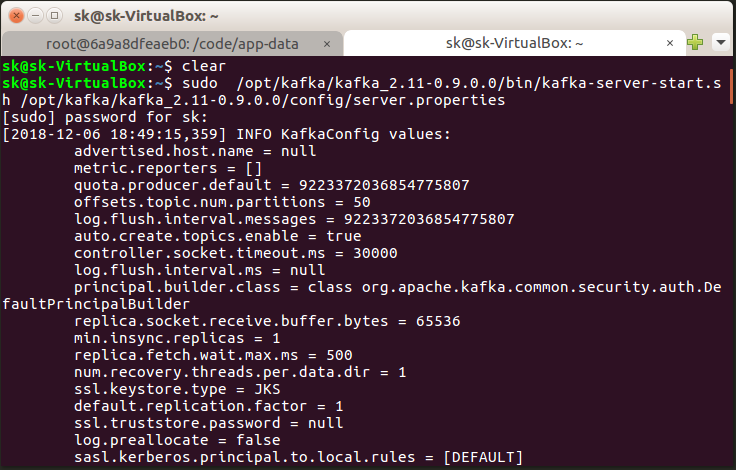 sk@sk-VirtualBox: ~
root@6a9a8dfeaeb0: /code/app-data × sk@sk-VirtualBox: ~ ×
sk@sk-VirtualBox:~$ clear
sk@sk-VirtualBox:~$ sudo  /opt/kafka/kafka_2.11-0.9.0.0/bin/kafka-server-start.s
h /opt/kafka/kafka_2.11-0.9.0.0/config/server.properties
[sudo] password for sk:
[2018-12-06 18:49:15,359] INFO KafkaConfig values:
        advertised.host.name = null
        metric.reporters = []
        quota.producer.default = 9223372036854775807
        offsets.topic.num.partitions = 50
        log.flush.interval.messages = 9223372036854775807
        auto.create.topics.enable = true
        controller.socket.timeout.ms = 30000
        log.flush.interval.ms = null
        principal.builder.class = class org.apache.kafka.common.security.auth.De
faultPrincipalBuilder
        replica.socket.receive.buffer.bytes = 65536
        min.insync.replicas = 1
        replica.fetch.wait.max.ms = 500
        num.recovery.threads.per.data.dir = 1
        ssl.keystore.type = JKS
        default.replication.factor = 1
        ssl.truststore.password = null
        log.preallocate = false
        sasl.kerberos.principal.to.local.rules = [DEFAULT]